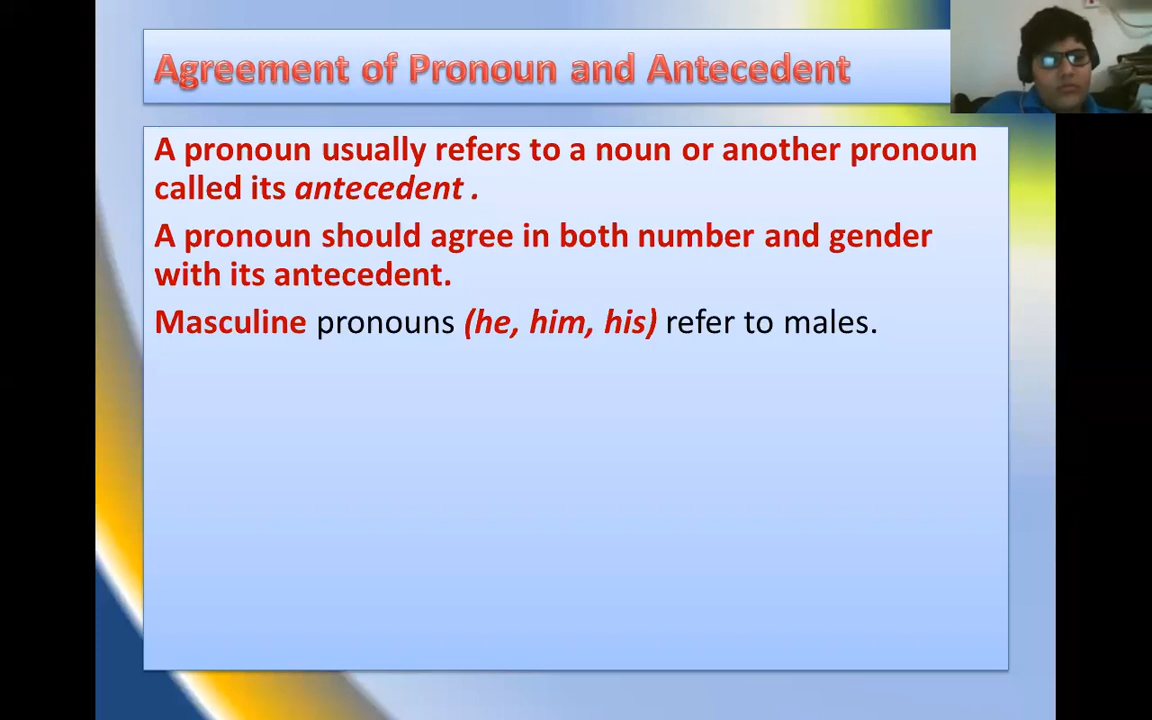 Agreement of Pronoun and Antecedent
A pronoun usually refers to a noun or another pronoun
called its antecedent .
A pronoun should agree in both number and gender
with its antecedent.
Masculine pronouns (he, him, his) refer to males.